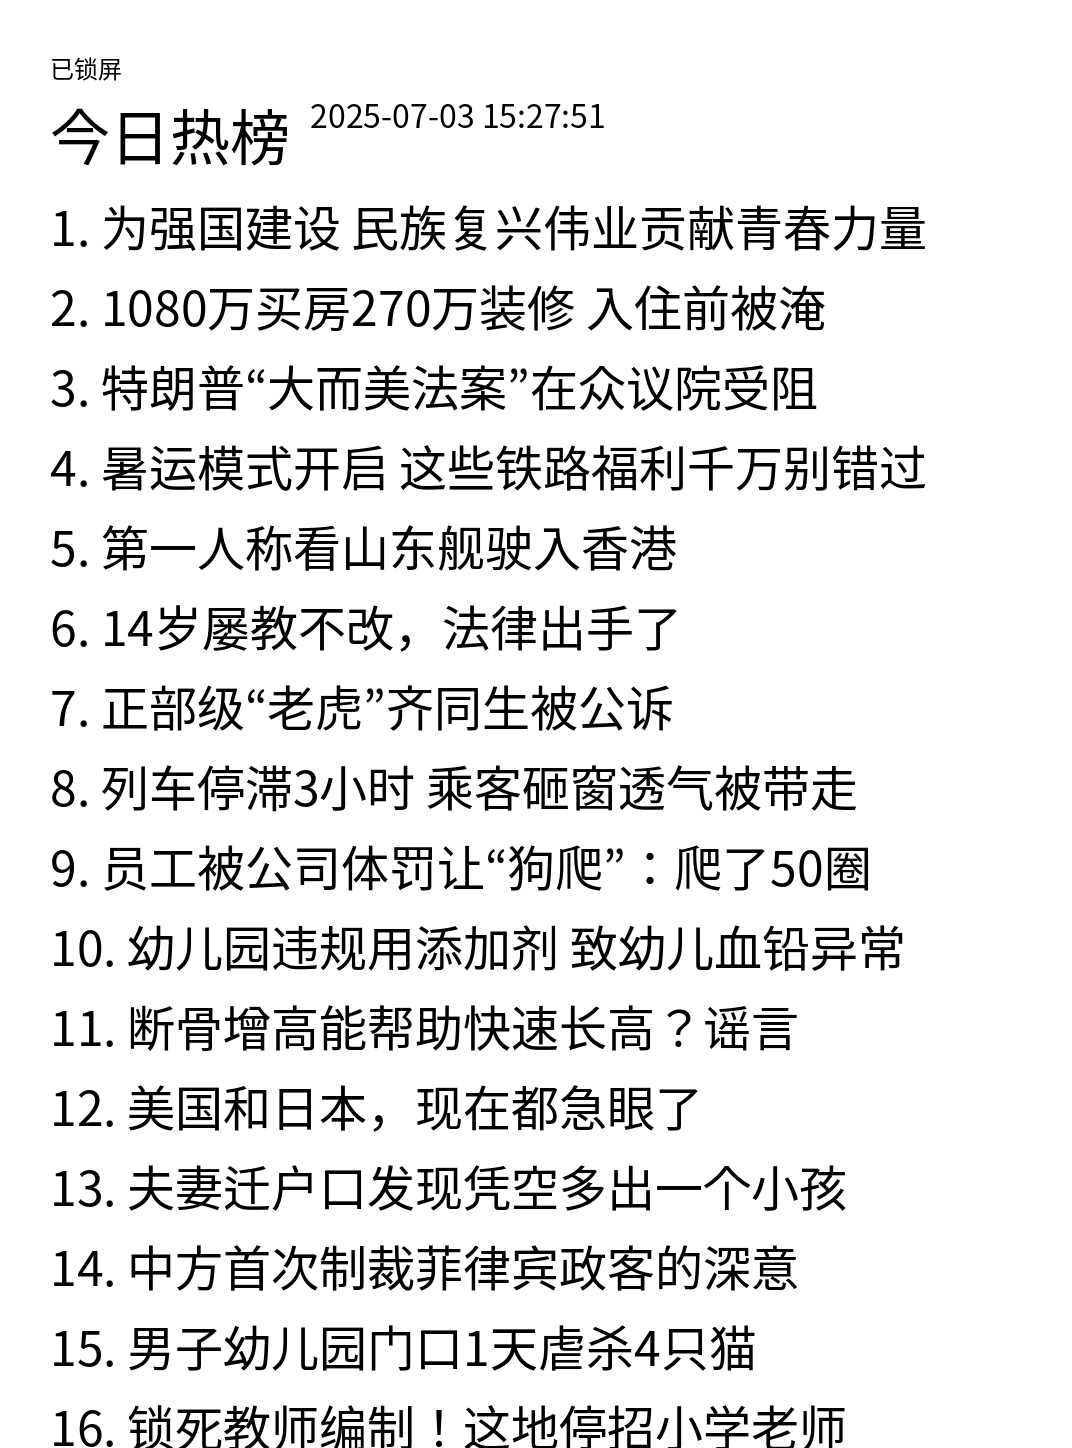 已锁屏
今日热榜 2025-07-03 15:27:51
1. 为强国建设 民族复兴伟业贡献青春力量
2. 1080万买房270万装修 入住前被淹
3. 特朗普“大而美法案”在众议院受阻
4. 暑运模式开启 这些铁路福利千万别错过
5. 第一人称看山东舰驶入香港
6. 14岁屡教不改，法律出手了
7. 正部级“老虎”齐同生被公诉
8. 列车停滞3小时 乘客砸窗透气被带走
9. 员工被公司体罚让“狗爬”：爬了50圈
10. 幼儿园违规用添加剂 致幼儿血铅异常
11. 断骨增高能帮助快速长高？谣言
12. 美国和日本，现在都急眼了
13. 夫妻迁户口发现凭空多出一个小孩
14. 中方首次制裁菲律宾政客的深意
15. 男子幼儿园门口1天虐杀4只猫
16. 锁死教师编制！这地停招小学老师